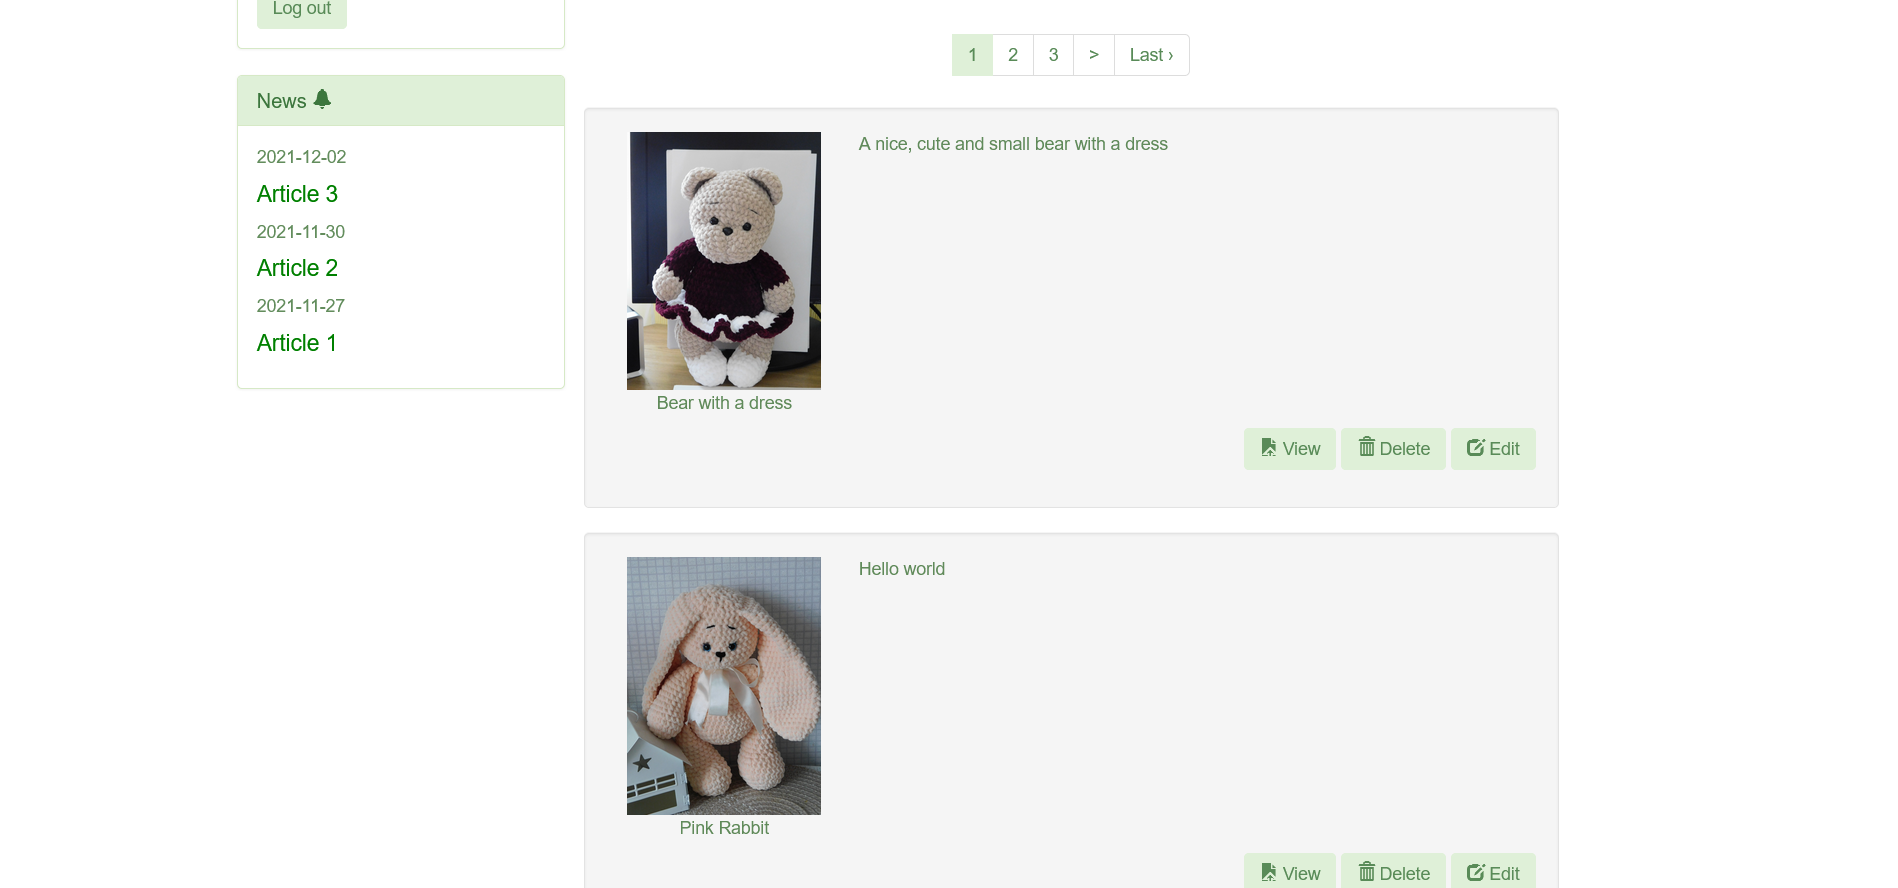 Log out
News
2021-12-02
Article 3
2021-11-30
Article 2
2021-11-27
Article 1
1 2 3 > Last ›
A nice, cute and small bear with a dress
Bear with a dress
View Delete Edit
Hello world
Pink Rabbit
View Delete Edit